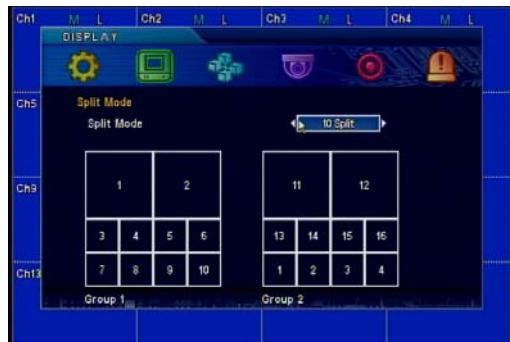 Ch1 M L Ch2 M L Ch3 M L Ch4 M L
DISPLAY
Ch5
Split Mode
Split Mode 10 Split
Ch9
1 2 11 12
3 4 5 6 13 14 15 16
Ch13
7 8 9 10 1 2 3 4
Group 1 Group 2